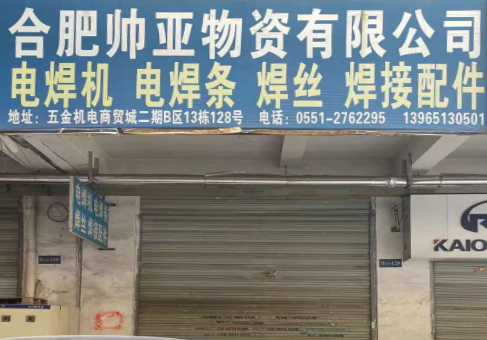 合肥帅亚物资有限公司
电焊机 电焊条 焊丝 焊接配件
地址：五金机电商贸城二期B区13栋128号 电话：0551-2762295 13965130501
KAIO